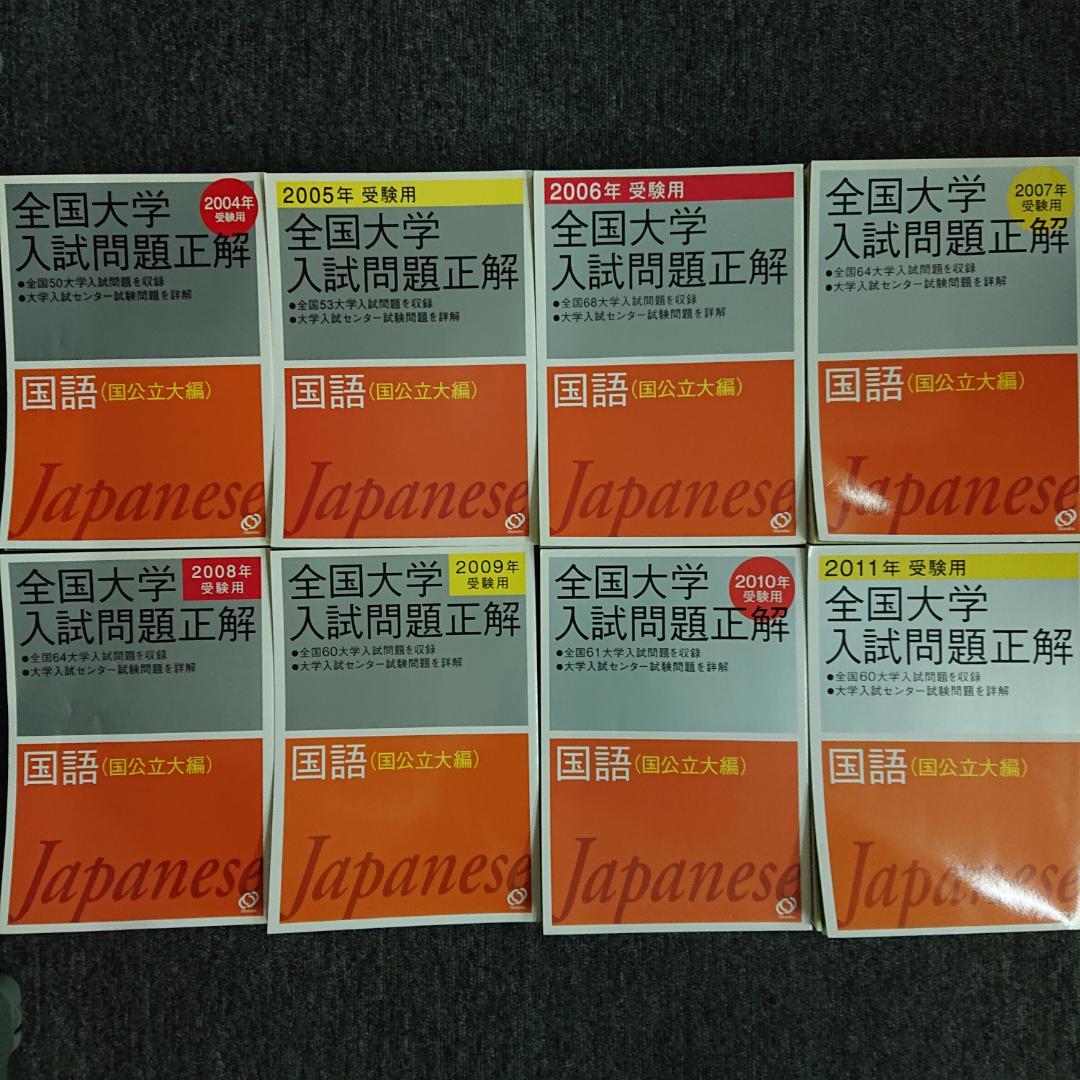 2004年
受験用
全国大学
入試問題正解
●全国50大学入試問題を収録
●大学入試センター試験問題を詳解
国語(国公立大編)
Japanese
2005年 受験用
全国大学
入試問題正解
●全国53大学入試問題を収録
●大学入試センター試験問題を詳解
国語(国公立大編)
Japanese
2006年 受験用
全国大学
入試問題正解
●全国68大学入試問題を収録
●大学入試センター試験問題を詳解
国語(国公立大編)
Japanese
2007年
受験用
全国大学
入試問題正解
●全国64大学入試問題を収録
●大学入試センター試験問題を詳解
国語(国公立大編)
Japanese
2008年
受験用
全国大学
入試問題正解
●全国64大学入試問題を収録
●大学入試センター試験問題を詳解
国語(国公立大編)
Japanese
2009年
受験用
全国大学
入試問題正解
●全国60大学入試問題を収録
●大学入試センター試験問題を詳解
国語(国公立大編)
Japanese
2010年
受験用
全国大学
入試問題正解
●全国61大学入試問題を収録
●大学入試センター試験問題を詳解
国語(国公立大編)
Japanese
2011年 受験用
全国大学
入試問題正解
●全国60大学入試問題を収録
●大学入試センター試験問題を詳解
国語(国公立大編)
Japanese